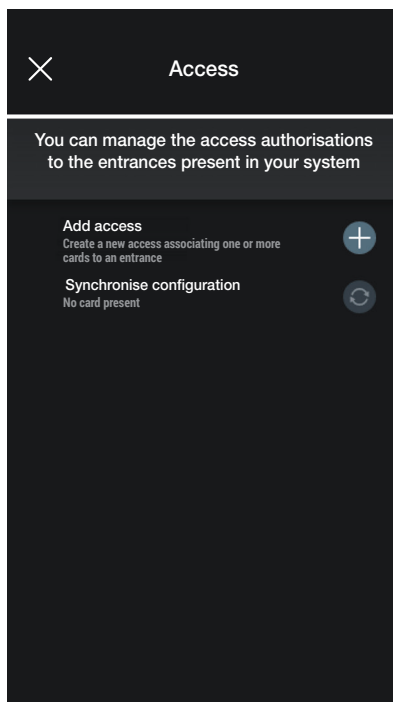 Access
You can manage the access authorisations
to the entrances present in your system
Add access
Create a new access associating one or more
cards to an entrance
Synchronise configuration
No card present